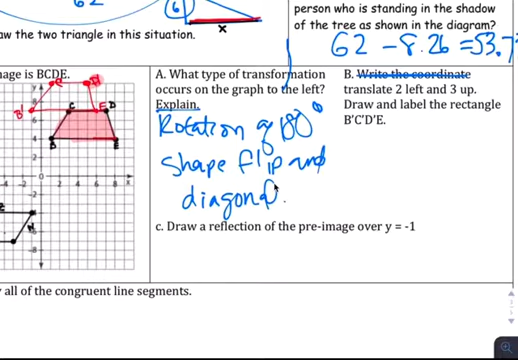 62
6
x
aw the two triangle in this situation.
person who is standing in the shadow
of the tree as shown in the diagram?
62 - 8.26 = 53.7
mage is BCDE.
A. What type of transformation
occurs on the graph to the left?
Explain.
Rotation of 180°
Shape flip and
diagonal.
B. Write the coordinate
translate 2 left and 3 up.
Draw and label the rectangle
B'C'D'E.
y
8
B'
C
E
D
6
4
B
E
2
-4 -2 0 2 4 6 8 x
N
-8
c. Draw a reflection of the pre-image over y = -1
y all of the congruent line segments.